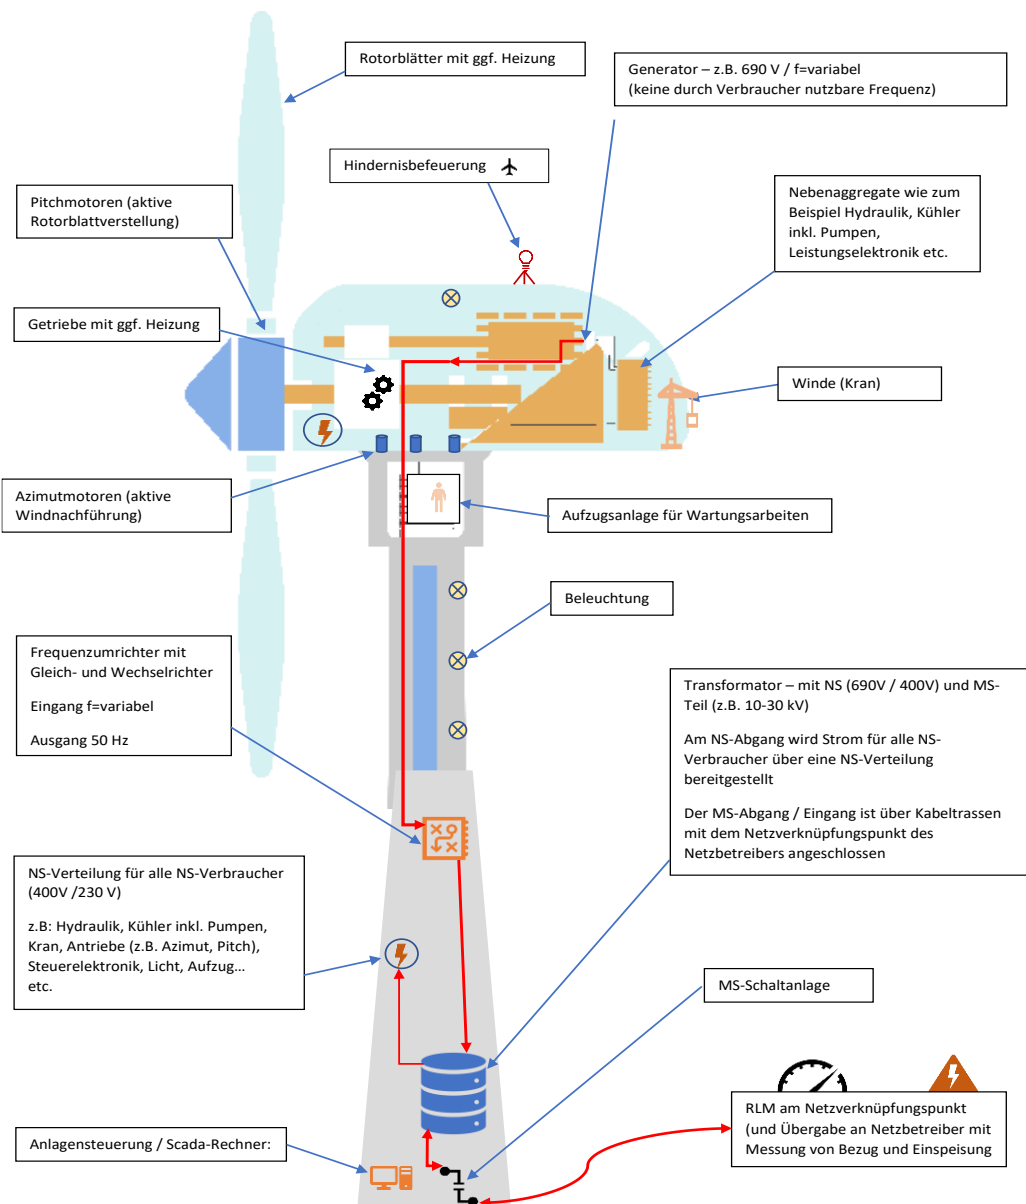 Rotorblätter mit ggf. Heizung
Generator – z.B. 690 V / f=variabel
(keine durch Verbraucher nutzbare Frequenz)
Hindernisbefeuerung
Pitchmotoren (aktive
Rotorblattverstellung)
Nebenaggregate wie zum
Beispiel Hydraulik, Kühler
inkl. Pumpen,
Leistungselektronik etc.
Getriebe mit ggf. Heizung
Winde (Kran)
Azimutmotoren (aktive
Windnachführung)
Aufzugsanlage für Wartungsarbeiten
Beleuchtung
Frequenzumrichter mit
Gleich- und Wechselrichter
Eingang f=variabel
Ausgang 50 Hz
Transformator – mit NS (690V / 400V) und MS-
Teil (z.B. 10-30 kV)
Am NS-Abgang wird Strom für alle NS-
Verbraucher über eine NS-Verteilung
bereitgestellt
Der MS-Abgang / Eingang ist über Kabeltrassen
mit dem Netzverknüpfungspunkt des
Netzbetreibers angeschlossen
NS-Verteilung für alle NS-Verbraucher
(400V /230 V)
z.B: Hydraulik, Kühler inkl. Pumpen,
Kran, Antriebe (z.B. Azimut, Pitch),
Steuerelektronik, Licht, Aufzug…
etc.
MS-Schaltanlage
RLM am Netzverknüpfungspunkt
(und Übergabe an Netzbetreiber mit
Messung von Bezug und Einspeisung
Anlagensteuerung / Scada-Rechner: